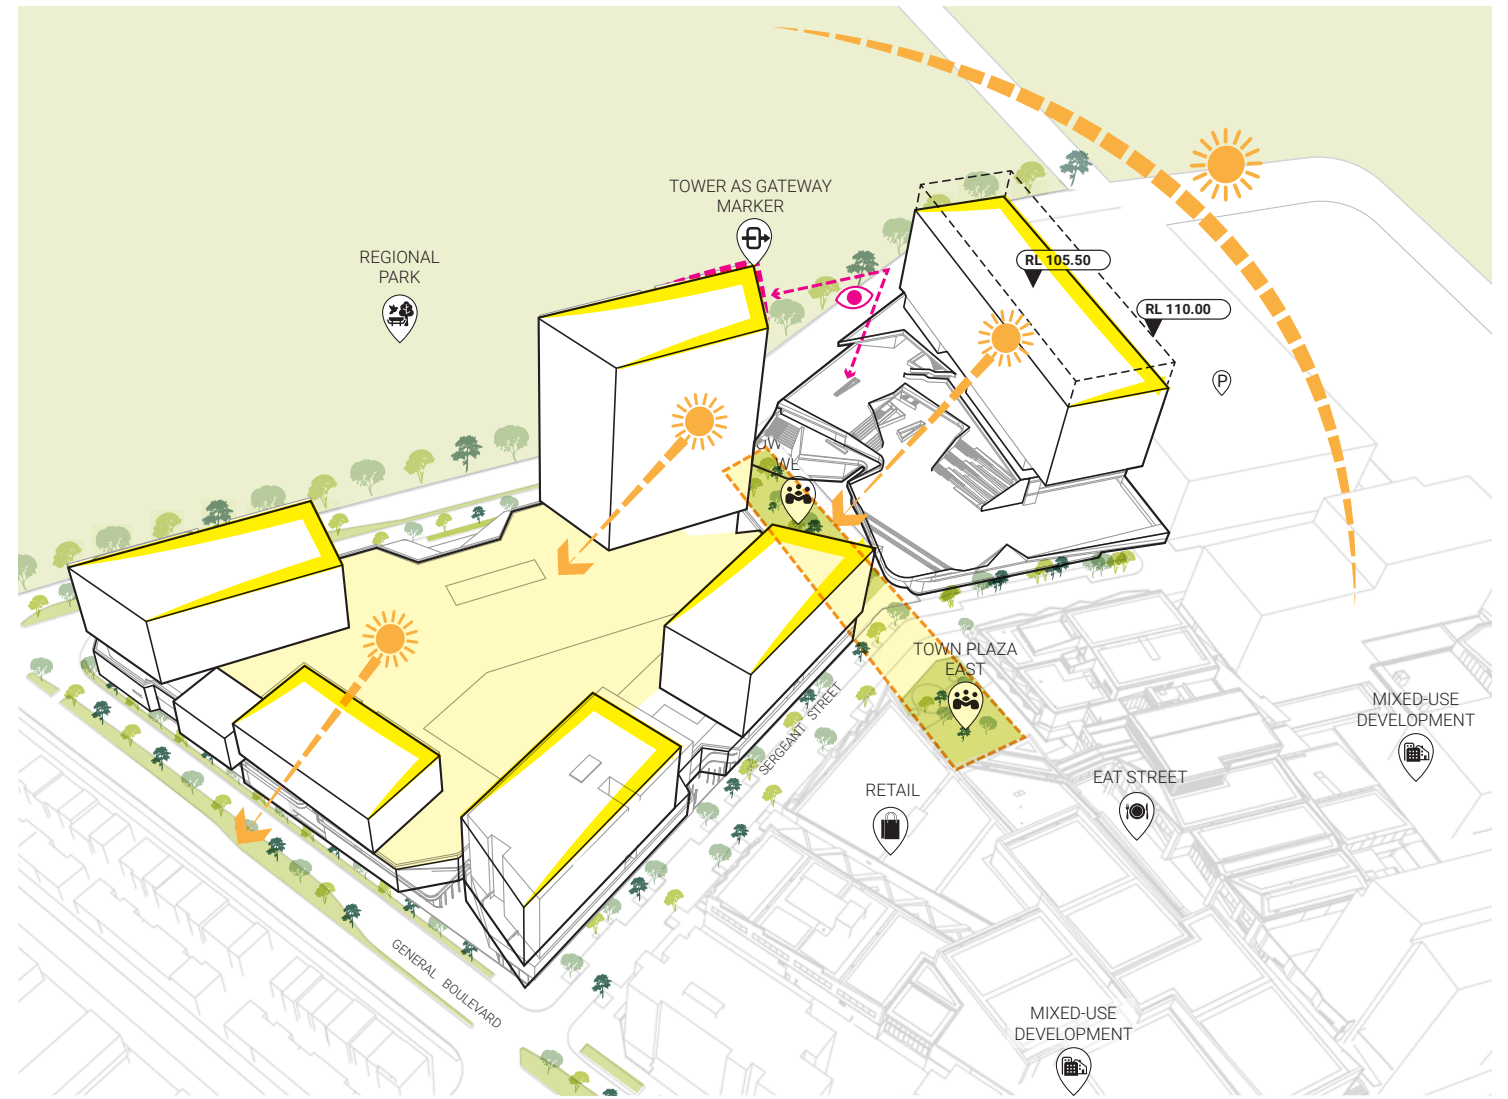 TOWER AS GATEWAY
MARKER
REGIONAL
PARK
RL 105.50
RL 110.00
P
TOWN PLAZA
EAST
SERGEANT STREET
MIXED-USE
DEVELOPMENT
EAT STREET
RETAIL
GENERAL BOULEVARD
MIXED-USE
DEVELOPMENT